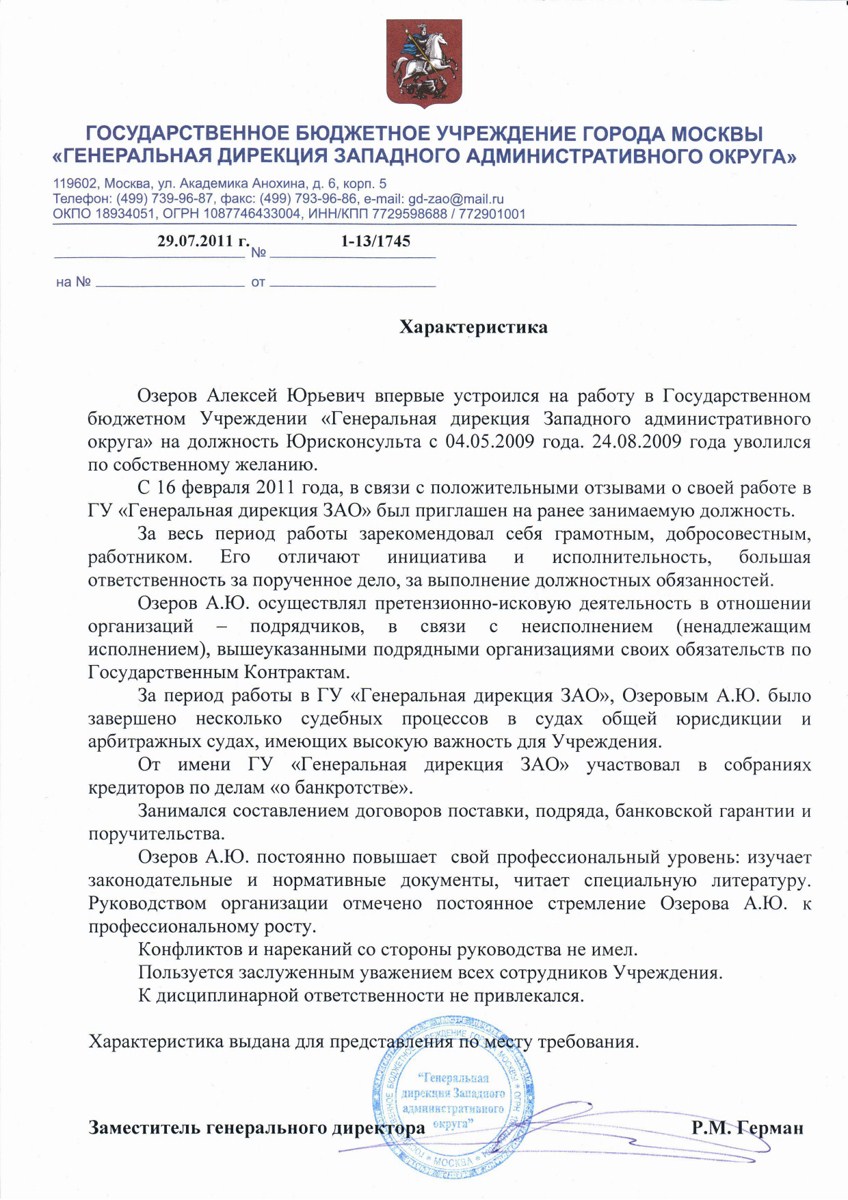 ГОСУДАРСТВЕННОЕ БЮДЖЕТНОЕ УЧРЕЖДЕНИЕ ГОРОДА МОСКВЫ
«ГЕНЕРАЛЬНАЯ ДИРЕКЦИЯ ЗАПАДНОГО АДМИНИСТРАТИВНОГО ОКРУГА»
119602, Москва, ул. Академика Анохина, д. 6, корп. 5
Телефон: (499) 739-96-87, факс: (499) 793-96-86, e-mail: gd-zao@mail.ru
ОКПО 18934051, ОГРН 1087746433004, ИНН/КПП 7729598688 / 772901001
29.07.2011 г. № 1-13/1745
на № от
Характеристика
Озеров Алексей Юрьевич впервые устроился на работу в Государственном
бюджетном Учреждении «Генеральная дирекция Западного административного
округа» на должность Юрисконсульта с 04.05.2009 года. 24.08.2009 года уволился
по собственному желанию.
С 16 февраля 2011 года, в связи с положительными отзывами о своей работе в
ГУ «Генеральная дирекция ЗАО» был приглашен на ранее занимаемую должность.
За весь период работы зарекомендовал себя грамотным, добросовестным,
работником. Его отличают инициатива и исполнительность, большая
ответственность за порученное дело, за выполнение должностных обязанностей.
Озеров А.Ю. осуществлял претензионно-исковую деятельность в отношении
организаций – подрядчиков, в связи с неисполнением (ненадлежащим
исполнением), вышеуказанными подрядными организациями своих обязательств по
Государственным Контрактам.
За период работы в ГУ «Генеральная дирекция ЗАО», Озеровым А.Ю. было
завершено несколько судебных процессов в судах общей юрисдикции и
арбитражных судах, имеющих высокую важность для Учреждения.
От имени ГУ «Генеральная дирекция ЗАО» участвовал в собраниях
кредиторов по делам «о банкротстве».
Занимался составлением договоров поставки, подряда, банковской гарантии и
поручительства.
Озеров А.Ю. постоянно повышает свой профессиональный уровень: изучает
законодательные и нормативные документы, читает специальную литературу.
Руководством организации отмечено постоянное стремление Озерова А.Ю. к
профессиональному росту.
Конфликтов и нареканий со стороны руководства не имел.
Пользуется заслуженным уважением всех сотрудников Учреждения.
К дисциплинарной ответственности не привлекался.
Характеристика выдана для представления по месту требования.
"Генеральная
дирекция Западного
административного
округа"
МОСКВА
Заместитель генерального директора Р.М. Герман